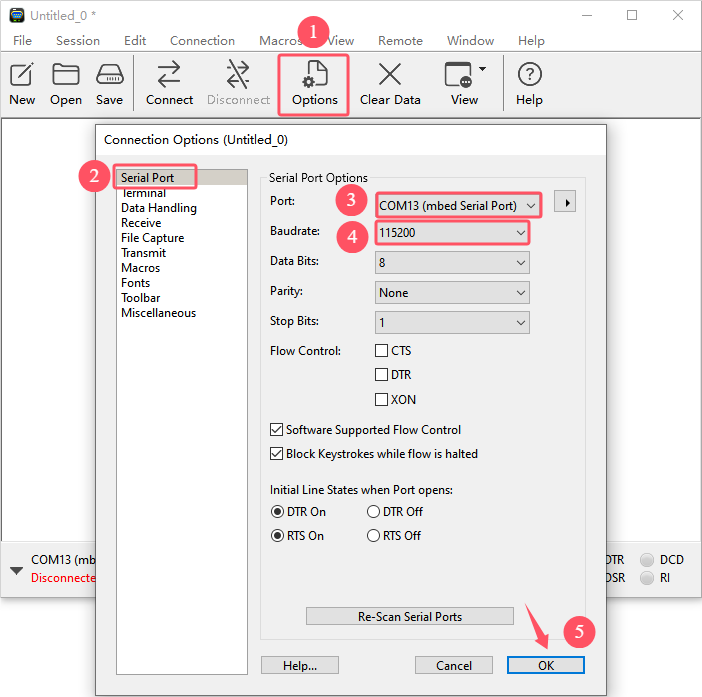 Untitled_0 *
1
File Session Edit Connection Macros View Remote Window Help
New Open Save Connect Disconnect Options Clear Data View Help
Connection Options (Untitled_0)
2
Serial Port
Terminal
Data Handling
Receive
File Capture
Transmit
Macros
Fonts
Toolbar
Miscellaneous
Serial Port Options
Port: 3 COM13 (mbed Serial Port)
Baudrate: 4 115200
Data Bits: 8
Parity: None
Stop Bits: 1
Flow Control: CTS
DTR
XON
Software Supported Flow Control
Block Keystrokes while flow is halted
Initial Line States when Port opens:
DTR On DTR Off
RTS On RTS Off
Re-Scan Serial Ports
5
Help... Cancel OK
COM13 (mb DTR DCD
Disconnecte DSR RI